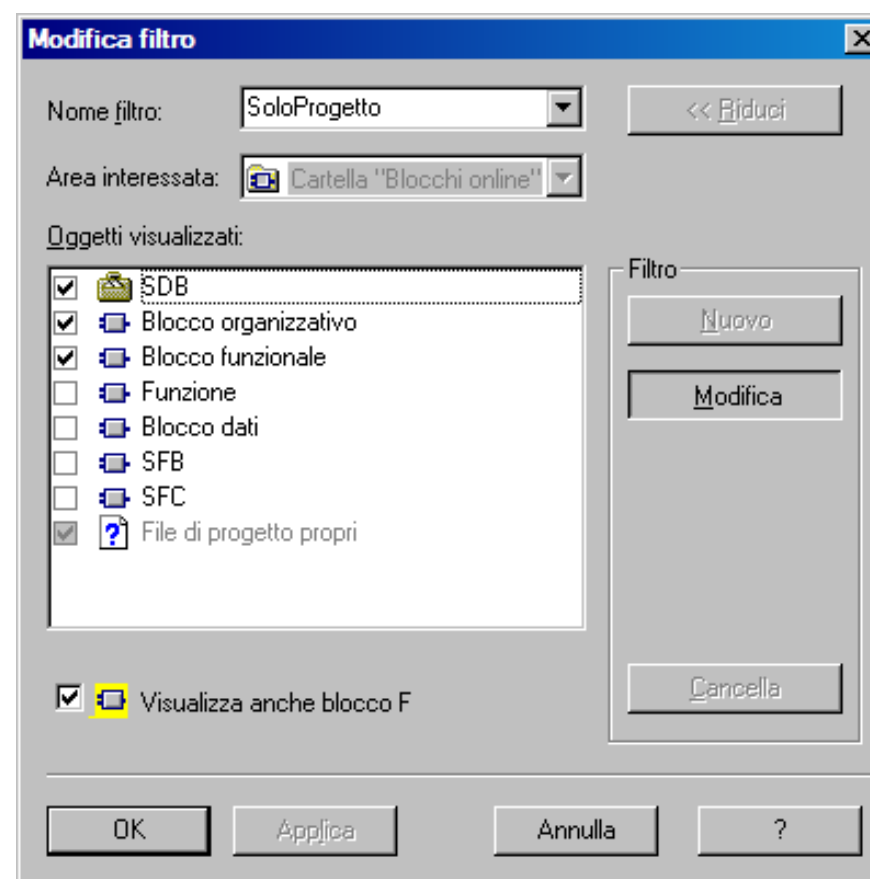 Modifica filtro
Nome filtro:
SoloProgetto
<< Riduci
Area interessata:
Cartella "Blocchi online"
Oggetti visualizzati:
SDB
Blocco organizzativo
Blocco funzionale
Funzione
Blocco dati
SFB
SFC
File di progetto propri
Filtro
Nuovo
Modifica
Cancella
Visualizza anche blocco F
OK
Applica
Annulla
?